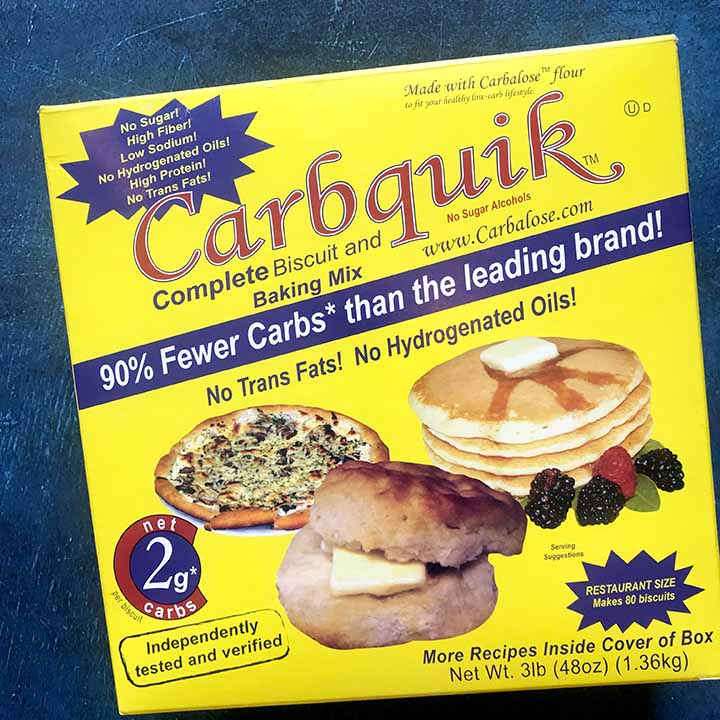 Made with Carbalose™ flour
to fit your healthy low-carb lifestyle.
U D
No Sugar!
High Fiber!
Low Sodium!
No Hydrogenated Oils!
High Protein!
No Trans Fats!
Carbquik™
No Sugar Alcohols
Complete Biscuit and
Baking Mix
www.Carbalose.com
90% Fewer Carbs* than the leading brand!
No Trans Fats! No Hydrogenated Oils!
net
2g*
carbs
per biscuit
Serving
Suggestions
RESTAURANT SIZE
Makes 80 biscuits
Independently
tested and verified
More Recipes Inside Cover of Box
Net Wt. 3lb (48oz) (1.36kg)